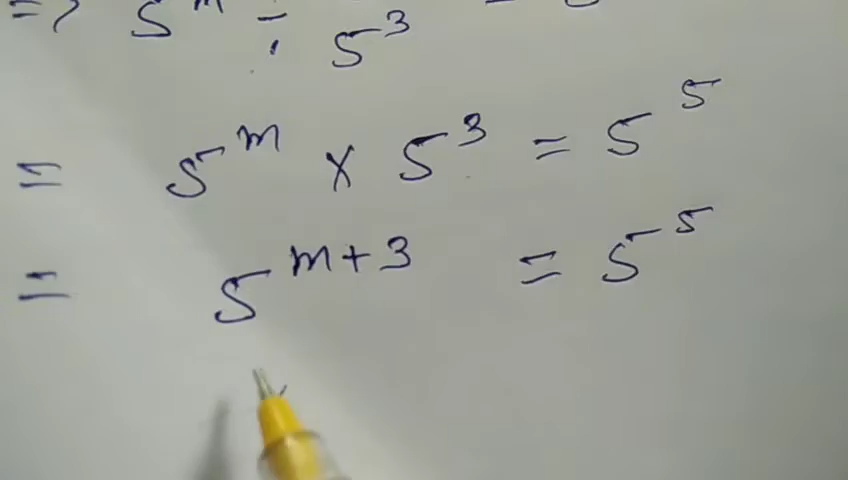 => 5^m ÷ 5^3 =
= 5^m × 5^3 = 5^5
= 5^(m+3) = 5^5